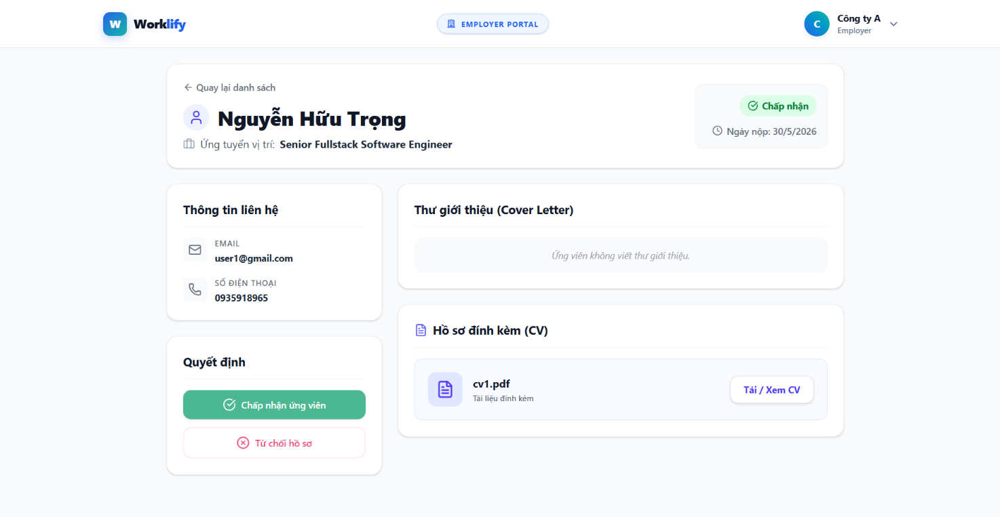 W Worklify
EMPLOYER PORTAL
C
Công ty A
Employer
Quay lại danh sách
Nguyễn Hữu Trọng
Ứng tuyển vị trí: Senior Fullstack Software Engineer
Chấp nhận
Ngày nộp: 30/5/2026
Thông tin liên hệ
EMAIL
user1@gmail.com
SỐ ĐIỆN THOẠI
0935918965
Quyết định
Chấp nhận ứng viên
Từ chối hồ sơ
Thư giới thiệu (Cover Letter)
Ứng viên không viết thư giới thiệu.
Hồ sơ đính kèm (CV)
cv1.pdf
Tài liệu đính kèm
Tải / Xem CV